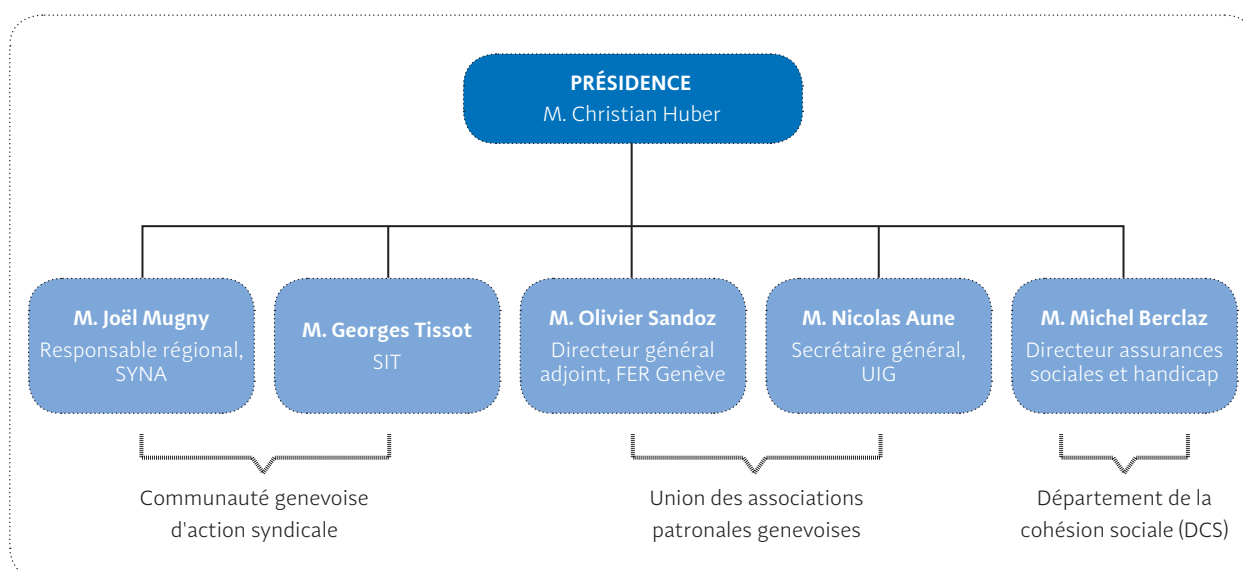 PRÉSIDENCE
M. Christian Huber
M. Joël Mugny
Responsable régional,
SYNA
M. Georges Tissot
SIT
M. Olivier Sandoz
Directeur général
adjoint, FER Genève
M. Nicolas Aune
Secrétaire général,
UIG
M. Michel Berclaz
Directeur assurances
sociales et handicap
Communauté genevoise
d'action syndicale
Union des associations
patronales genevoises
Département de la
cohésion sociale (DCS)